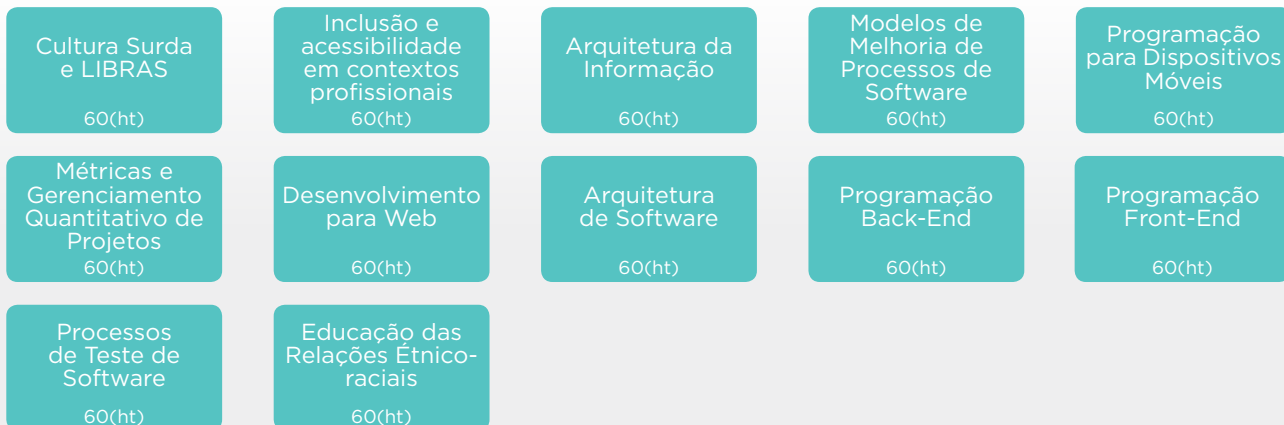 Cultura Surda
e LIBRAS
60(ht)
Inclusão e
acessibilidade
em contextos
profissionais
60(ht)
Arquitetura da
Informação
60(ht)
Modelos de
Melhoria de
Processos de
Software
60(ht)
Programação
para Dispositivos
Móveis
60(ht)
Métricas e
Gerenciamento
Quantitativo de
Projetos
60(ht)
Desenvolvimento
para Web
60(ht)
Arquitetura
de Software
60(ht)
Programação
Back-End
60(ht)
Programação
Front-End
60(ht)
Processos
de Teste de
Software
60(ht)
Educação das
Relações Étnico-
raciais
60(ht)